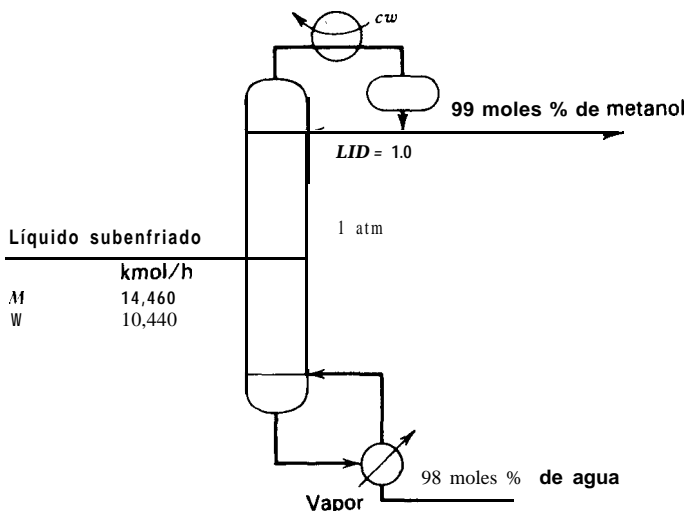 cw
99 moles % de metanol
LID = 1.0
1 atm
Líquido subenfriado
kmol/h
M 14,460
W 10,440
98 moles % de agua
Vapor